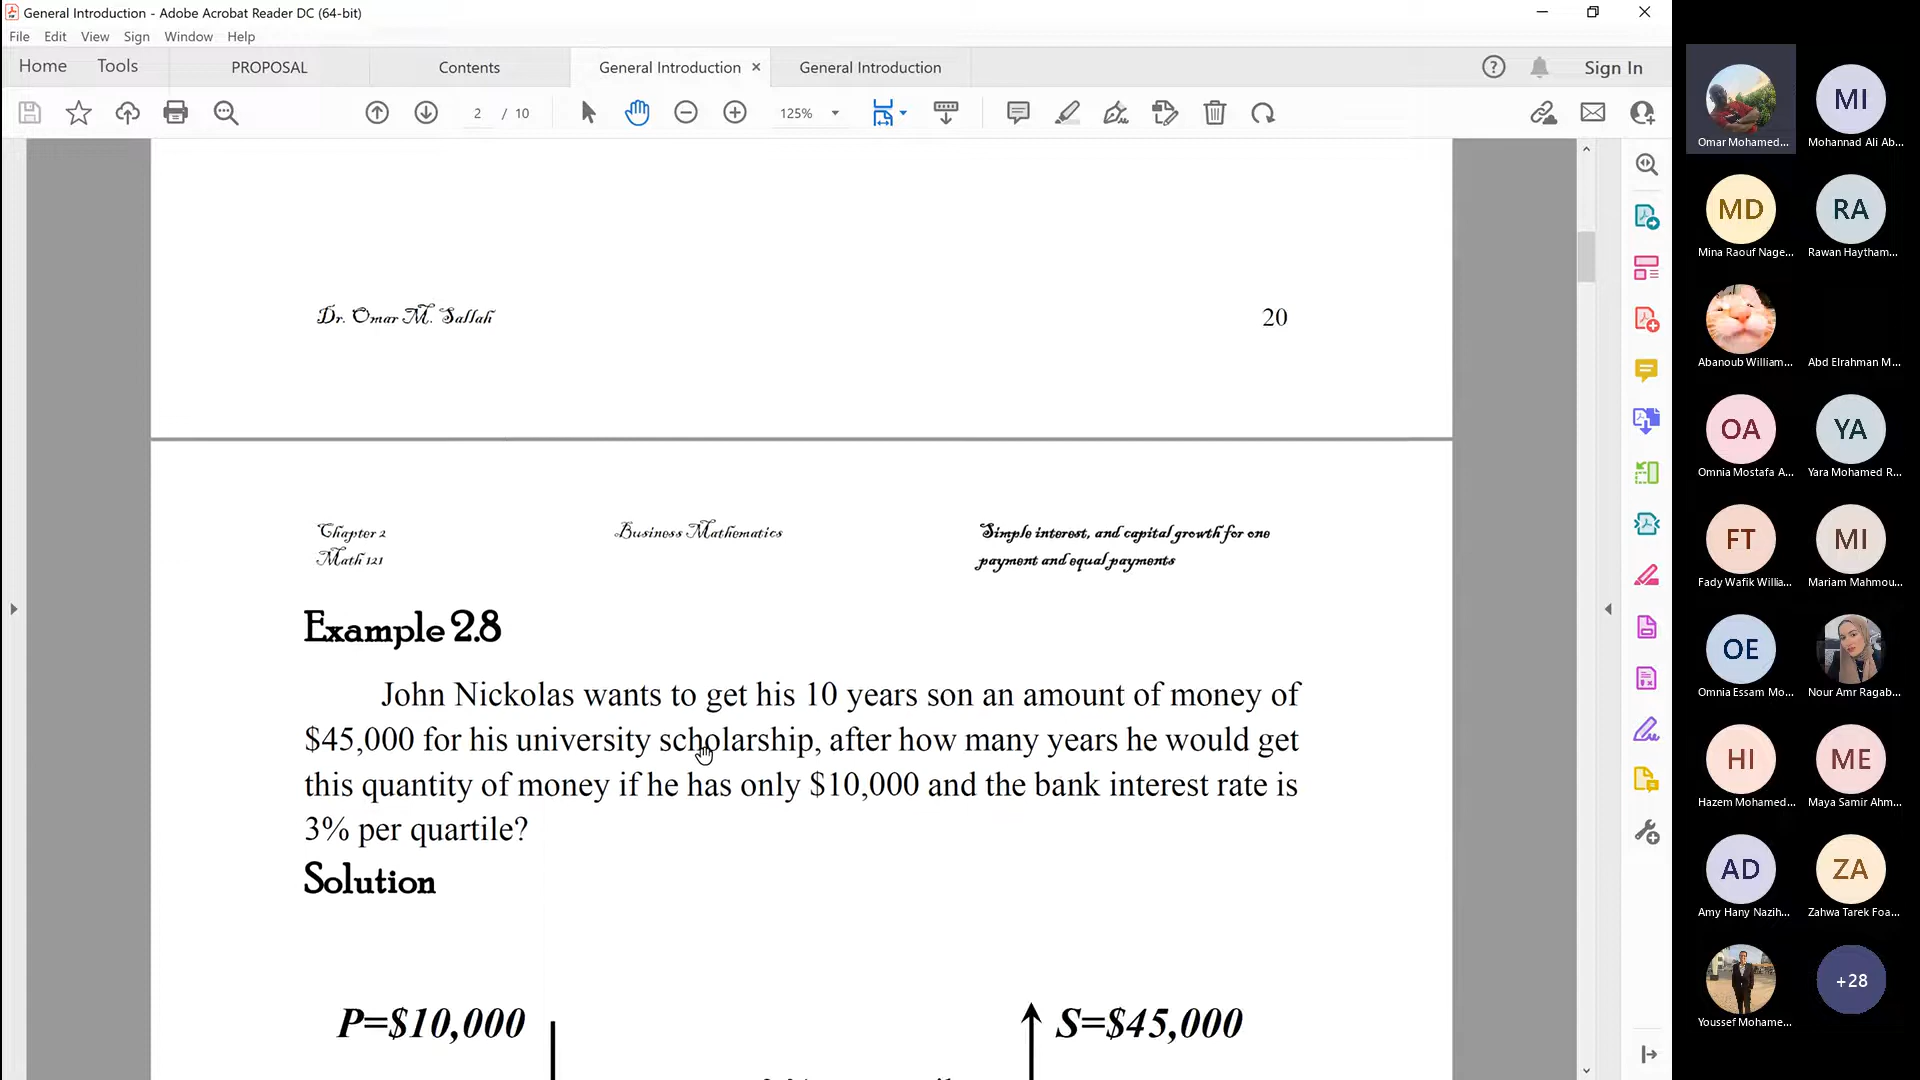 General Introduction - Adobe Acrobat Reader DC (64-bit)
File Edit View Sign Window Help
Home Tools PROPOSAL Contents General Introduction × General Introduction Sign In
2 / 10 125%
Dr. Omar M. Sallah 20
Chapter 2 Business Mathematics Simple interest, and capital growth for one
Math 121 payment and equal payments
Example 2.8
John Nickolas wants to get his 10 years son an amount of money of
$45,000 for his university scholarship, after how many years he would get
this quantity of money if he has only $10,000 and the bank interest rate is
3% per quartile?
Solution
P=$10,000 S=$45,000
MI
Omar Mohamed... Mohannad Ali Ab...
MD RA
Mina Raouf Nage... Rawan Haytham...
Abanoub William... Abd Elrahman M...
OA YA
Omnia Mostafa A... Yara Mohamed R...
FT MI
Fady Wafik Willia... Mariam Mahmou...
OE
Omnia Essam Mo... Nour Amr Ragab...
HI ME
Hazem Mohamed... Maya Samir Ahm...
AD ZA
Amy Hany Nazih... Zahwa Tarek Foa...
+28
Youssef Mohame...